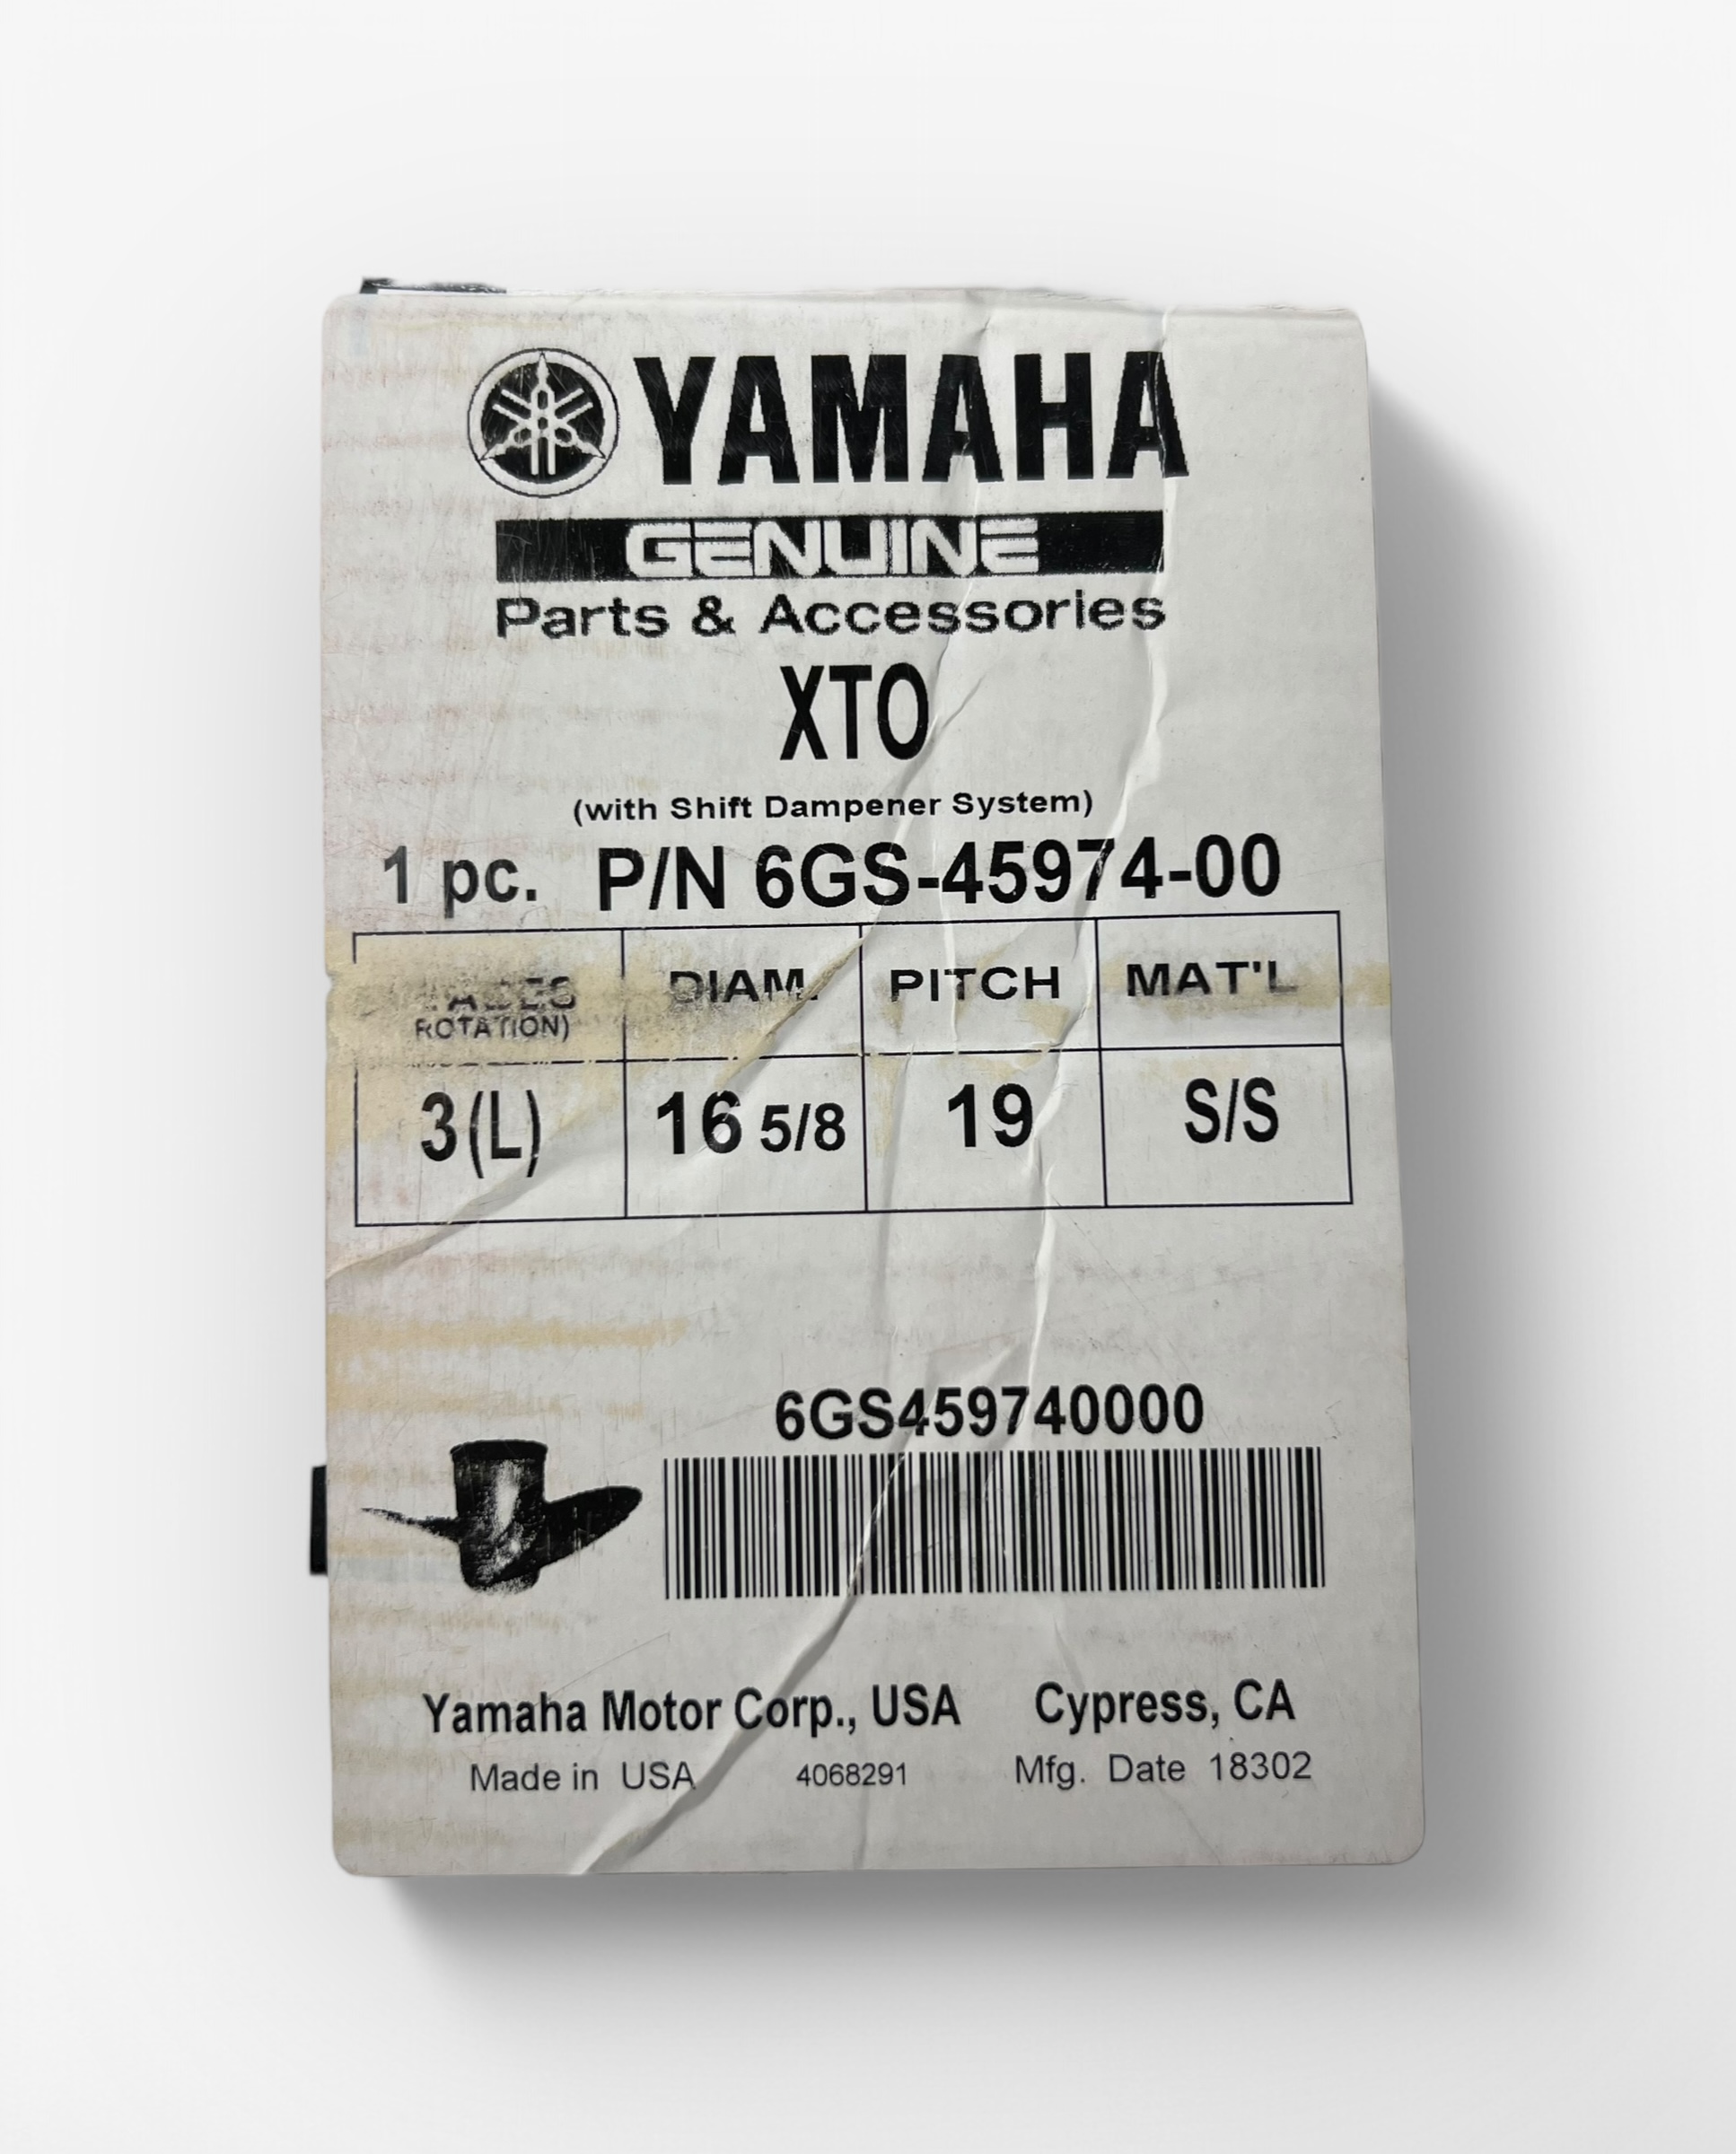 YAMAHA
GENUINE
Parts & Accessories
XTO
(with Shift Dampener System)
1 pc. P/N 6GS-45974-00
DIAM. PITCH MAT'L
ROTATION)
3(L) 16 5/8 19 S/S
6GS459740000
Yamaha Motor Corp., USA Cypress, CA
Made in USA 4068291 Mfg. Date 18302